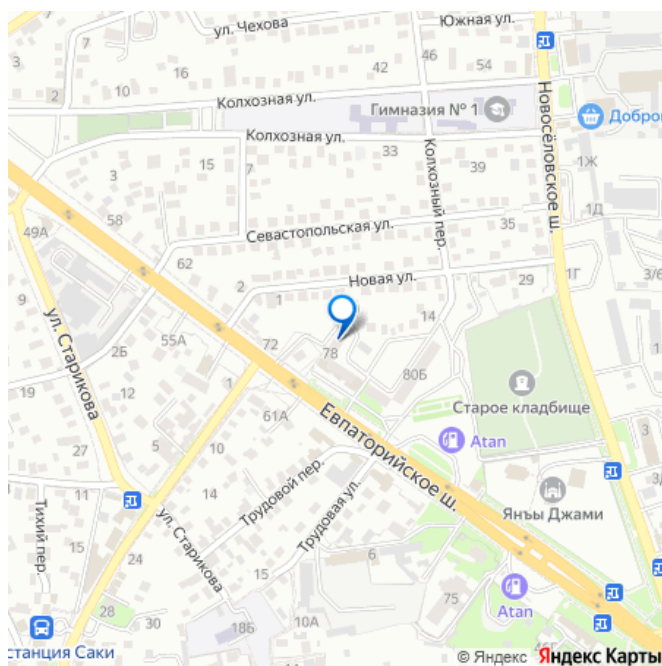 ул. Чехова
Южная ул.
7
46
3
5
16
42
54
2
10
Колхозная ул.
Гимназия № 1
Новосёловское ш.
Добро
Колхозная ул.
33
Колхозный пер.
15
7
39
1Ж
3
58
1Д
49А
Севастопольская ул.
35
62
Новая ул.
29
1Г
3/6
9
2
1
ул. Старикова
14
55А
72
78
2Б
80Б
19
1
Старое кладбище
61А
Евпаторийское ш.
27
5
10
Atan
3
Трудовой пер.
11
14
Янъы Джами
Тихий пер.
ул. Старикова
Трудовая ул.
24
6
15
75
Atan
28
30
18Б
10А
станция Саки
© Яндекс Яндекс Карты